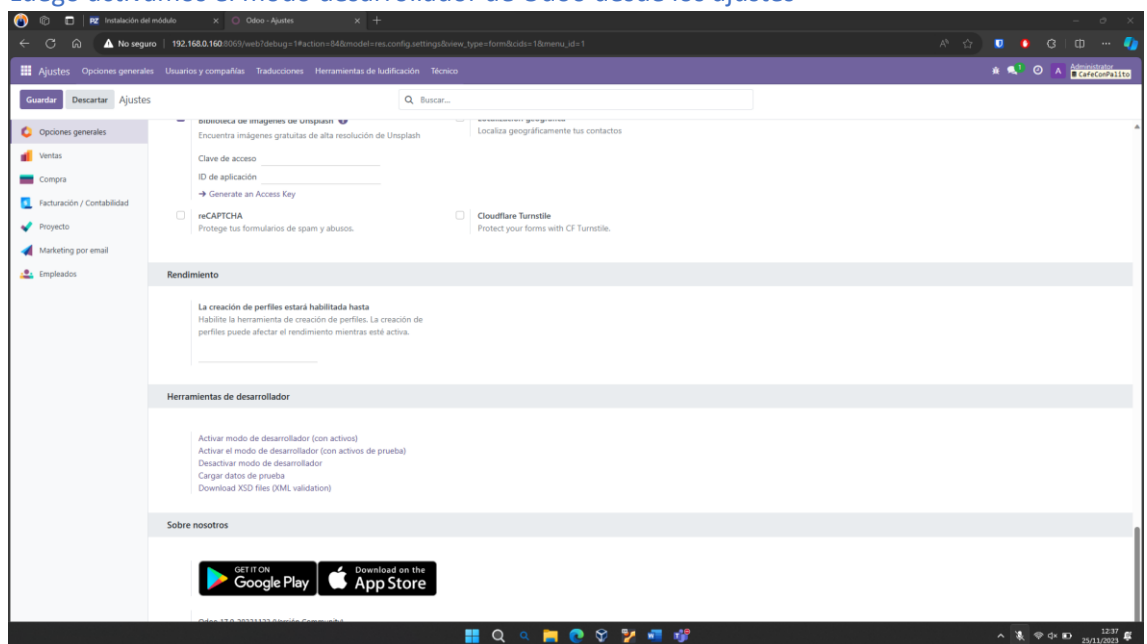 Luego activamos el modo desarrollador de Odoo desde los ajustes
Instalación del módulo
Odoo - Ajustes
No seguro
192.168.0.160:8069/web?debug=1#action=84&model=res.config.settings&view_type=form&cids=1&menu_id=1
Ajustes Opciones generales Usuarios y compañías Traducciones Herramientas de ludificación Técnico
A Administrator
CafeConPalito
Guardar Descartar Ajustes
Buscar...
Opciones generales
Ventas
Compra
Facturación / Contabilidad
Proyecto
Marketing por email
Empleados
Biblioteca de imágenes de Unsplash
Encuentra imágenes gratuitas de alta resolución de Unsplash
Clave de acceso
ID de aplicación
Generate an Access Key
Localización geográfica
Localiza geográficamente tus contactos
reCAPTCHA
Protege tus formularios de spam y abusos.
Cloudflare Turnstile
Protect your forms with CF Turnstile.
Rendimiento
La creación de perfiles estará habilitada hasta
Habilite la herramienta de creación de perfiles. La creación de
perfiles puede afectar el rendimiento mientras esté activa.
Herramientas de desarrollador
Activar modo de desarrollador (con activos)
Activar el modo de desarrollador (con activos de prueba)
Desactivar modo de desarrollador
Cargar datos de prueba
Download XSD files (XML validation)
Sobre nosotros
GET IT ON
Google Play
Download on the
App Store
Odoo 17.0-20231122 (Versión Community)
12:37
25/11/2023